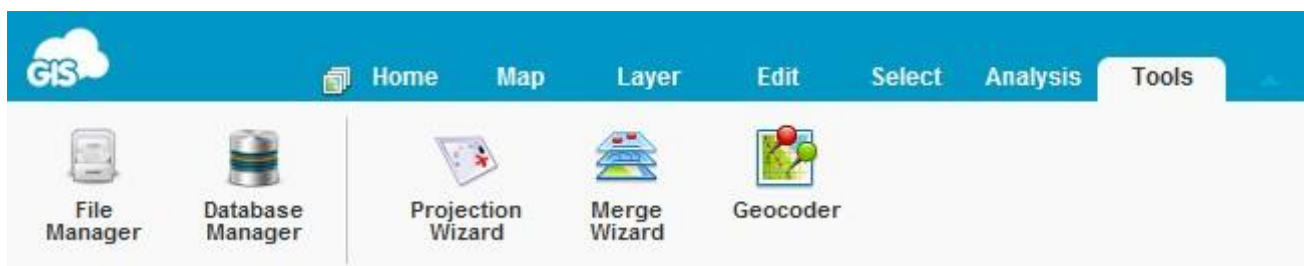 GIS
Home Map Layer Edit Select Analysis Tools
File Manager
Database Manager
Projection Wizard
Merge Wizard
Geocoder